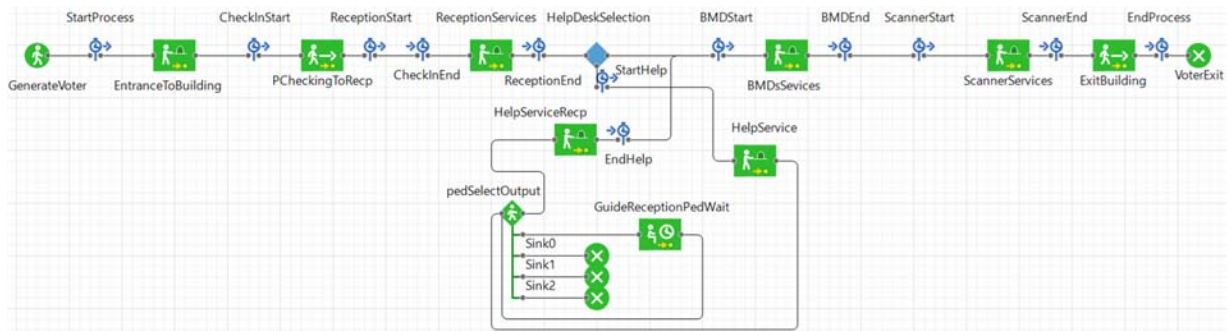 StartProcess
CheckInStart
ReceptionStart
ReceptionServices
HelpDeskSelection
BMDStart
BMDEnd
ScannerStart
ScannerEnd
EndProcess
GenerateVoter
EntranceToBuilding
PCheckingToRecp
CheckInEnd
ReceptionEnd
StartHelp
BMDsSevices
ScannerServices
ExitBuilding
VoterExit
HelpServiceRecp
EndHelp
HelpService
pedSelectOutput
GuideReceptionPedWait
Sink0
Sink1
Sink2